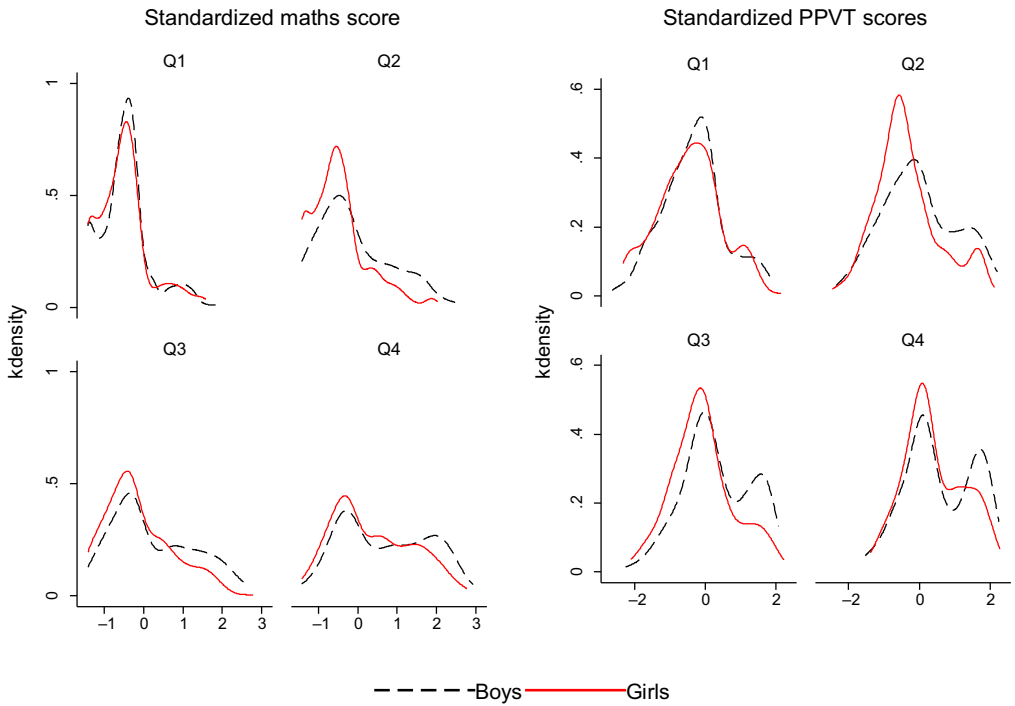 Standardized maths score
Standardized PPVT scores
Q1
Q2
Q1
Q2
1
.5
0
.6
.4
.2
0
kdensity
kdensity
Q3
Q4
Q3
Q4
1
.5
0
.6
.4
.2
0
–1 0 1 2 3
–1 0 1 2 3
–2 0 2
–2 0 2
Boys
Girls